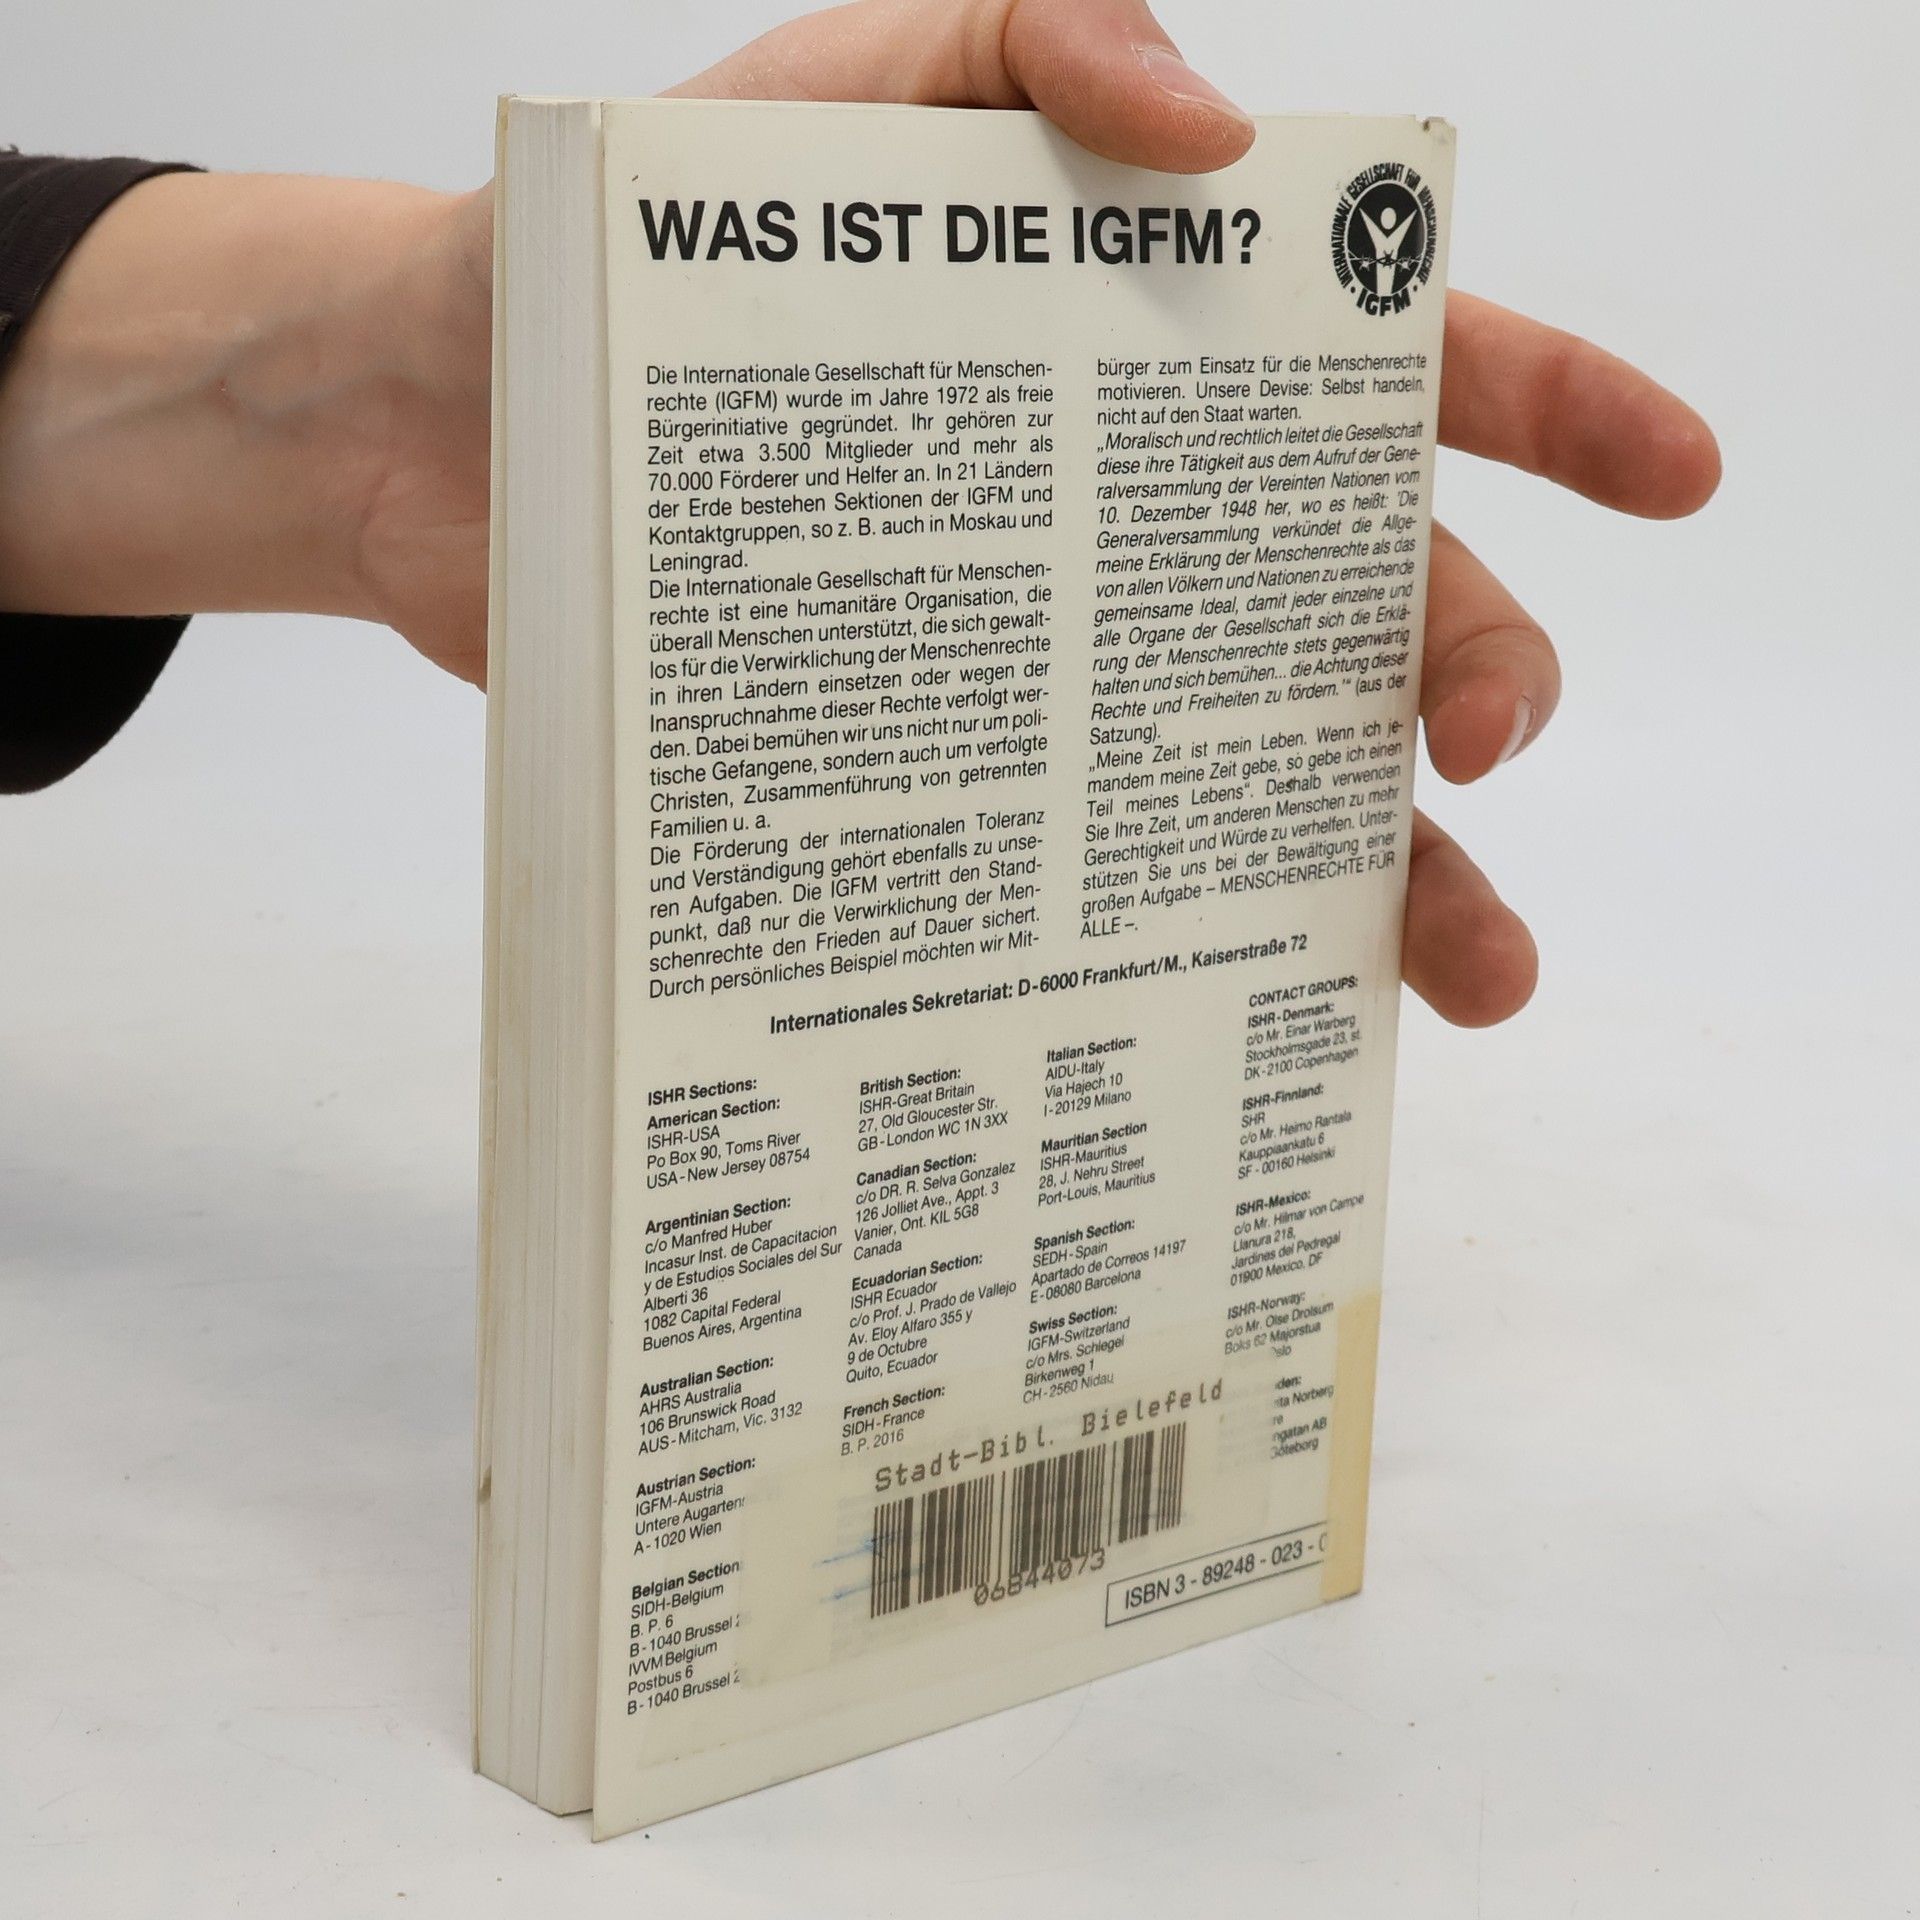 WAS IST DIE IGFM?
INTERNATIONALE GESELLSCHAFT FÜR MENSCHENRECHTE
· IGFM ·
Die Internationale Gesellschaft für Menschen-
rechte (IGFM) wurde im Jahre 1972 als freie
Bürgerinitiative gegründet. Ihr gehören zur
Zeit etwa 3.500 Mitglieder und mehr als
70.000 Förderer und Helfer an. In 21 Ländern
der Erde bestehen Sektionen der IGFM und
Kontaktgruppen, so z. B. auch in Moskau und
Leningrad.
Die Internationale Gesellschaft für Menschen-
rechte ist eine humanitäre Organisation, die
überall Menschen unterstützt, die sich gewalt-
los für die Verwirklichung der Menschenrechte
in ihren Ländern einsetzen oder wegen der
Inanspruchnahme dieser Rechte verfolgt wer-
den. Dabei bemühen wir uns nicht nur um poli-
tische Gefangene, sondern auch um verfolgte
Christen, Zusammenführung von getrennten
Familien u. a.
Die Förderung der internationalen Toleranz
und Verständigung gehört ebenfalls zu unse-
ren Aufgaben. Die IGFM vertritt den Stand-
punkt, daß nur die Verwirklichung der Men-
schenrechte den Frieden auf Dauer sichert.
Durch persönliches Beispiel möchten wir Mit-
bürger zum Einsatz für die Menschenrechte
motivieren. Unsere Devise: Selbst handeln,
nicht auf den Staat warten.
„Moralisch und rechtlich leitet die Gesellschaft
diese ihre Tätigkeit aus dem Aufruf der Gene-
ralversammlung der Vereinten Nationen vom
10. Dezember 1948 her, wo es heißt: 'Die
Generalversammlung verkündet die Allge-
meine Erklärung der Menschenrechte als das
von allen Völkern und Nationen zu erreichende
gemeinsame Ideal, damit jeder einzelne und
alle Organe der Gesellschaft sich die Erklä-
rung der Menschenrechte stets gegenwärtig
halten und sich bemühen... die Achtung dieser
Rechte und Freiheiten zu fördern.'“ (aus der
Satzung).
„Meine Zeit ist mein Leben. Wenn ich je-
mandem meine Zeit gebe, so gebe ich einen
Teil meines Lebens“. Deshalb verwenden
Sie Ihre Zeit, um anderen Menschen zu mehr
Gerechtigkeit und Würde zu verhelfen. Unter-
stützen Sie uns bei der Bewältigung einer
großen Aufgabe – MENSCHENRECHTE FÜR
ALLE –.
Internationales Sekretariat: D-6000 Frankfurt/M., Kaiserstraße 72
ISHR Sections:
American Section:
ISHR-USA
Po Box 90, Toms River
USA-New Jersey 08754
Argentinian Section:
c/o Manfred Huber
Incasur Inst. de Capacitacion
y de Estudios Sociales del Sur
Alberti 36
1082 Capital Federal
Buenos Aires, Argentina
Australian Section:
AHRS Australia
106 Brunswick Road
AUS-Mitcham, Vic. 3132
Austrian Section:
IGFM-Austria
Untere Augarten
A-1020 Wien
Belgian Section
SIDH-Belgium
B. P. 6
B-1040 Brussel
IVVM Belgium
Postbus 6
B-1040 Brussel
British Section:
ISHR-Great Britain
27, Old Gloucester Str.
GB-London WC 1N 3XX
Canadian Section:
c/o DR. R. Selva Gonzalez
126 Jolliet Ave., Appt. 3
Vanier, Ont. KIL 5G8
Canada
Ecuadorian Section:
ISHR Ecuador
c/o Prof. J. Prado de Vallejo
Av. Eloy Alfaro 355 y
9 de Octubre
Quito, Ecuador
French Section:
SIDH-France
B. P. 2016
Italian Section:
AIDU-Italy
Via Hajech 10
I-20129 Milano
Mauritian Section
ISHR-Mauritius
28, J. Nehru Street
Port-Louis, Mauritius
Spanish Section:
SEDH-Spain
Apartado de Correos 14197
E-08080 Barcelona
Swiss Section:
IGFM-Switzerland
c/o Mrs. Schlegel
Birkenweg 1
CH-2560 Nidau
CONTACT GROUPS:
ISHR-Denmark:
c/o Mr. Einar Warberg
Stockholmsgade 23, st.
DK-2100 Copenhagen
ISHR-Finnland:
SHR
c/o Mr. Heimo Rantala
Kauppiaankatu 6
SF-00160 Helsinki
ISHR-Mexico:
c/o Mr. Hilmar von Campe
Llanura 218,
Jardines del Pedregal
01900 Mexico, DF
ISHR-Norway:
c/o Mr. Olse Drolsum
Boks 62 Majorstua
Oslo
den:
Norberg
ngatan AB
Göteborg
Stadt-Bibl. Bielefeld
06844073
ISBN 3 - 89248 - 023 -